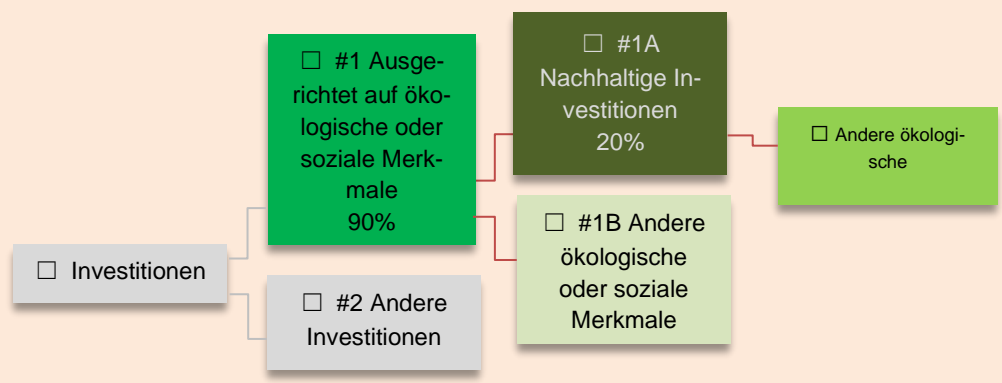 ☐ #1 Ausge-
richtet auf öko-
logische oder
soziale Merk-
male
90%
☐ #1A
Nachhaltige In-
vestitionen
20%
☐ Andere ökologi-
sche
☐ #1B Andere
ökologische
oder soziale
Merkmale
☐ Investitionen
☐ #2 Andere
Investitionen